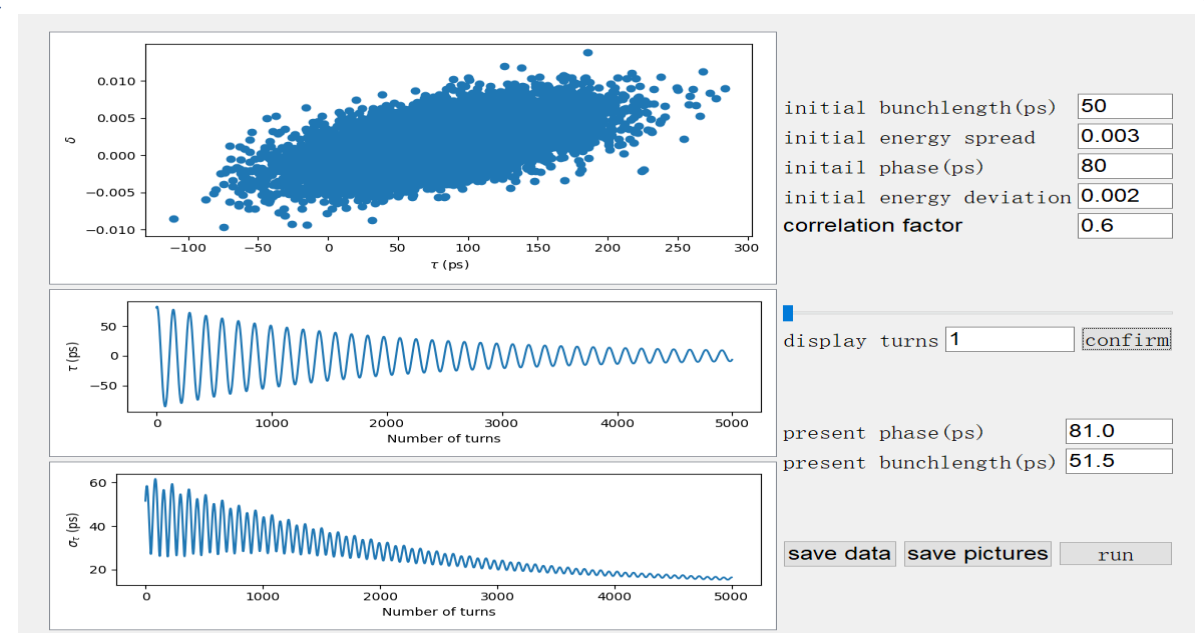 0.010
0.005
0.000
−0.005
−0.010
δ
−100 −50 0 50 100 150 200 250 300
τ (ps)
50
0
−50
τ (ps)
0 1000 2000 3000 4000 5000
Number of turns
60
40
20
στ (ps)
0 1000 2000 3000 4000 5000
Number of turns
initial bunchlength(ps) 50
initial energy spread 0.003
initail phase(ps) 80
initial energy deviation 0.002
correlation factor 0.6
display turns 1 confirm
present phase(ps) 81.0
present bunchlength(ps) 51.5
save data save pictures run